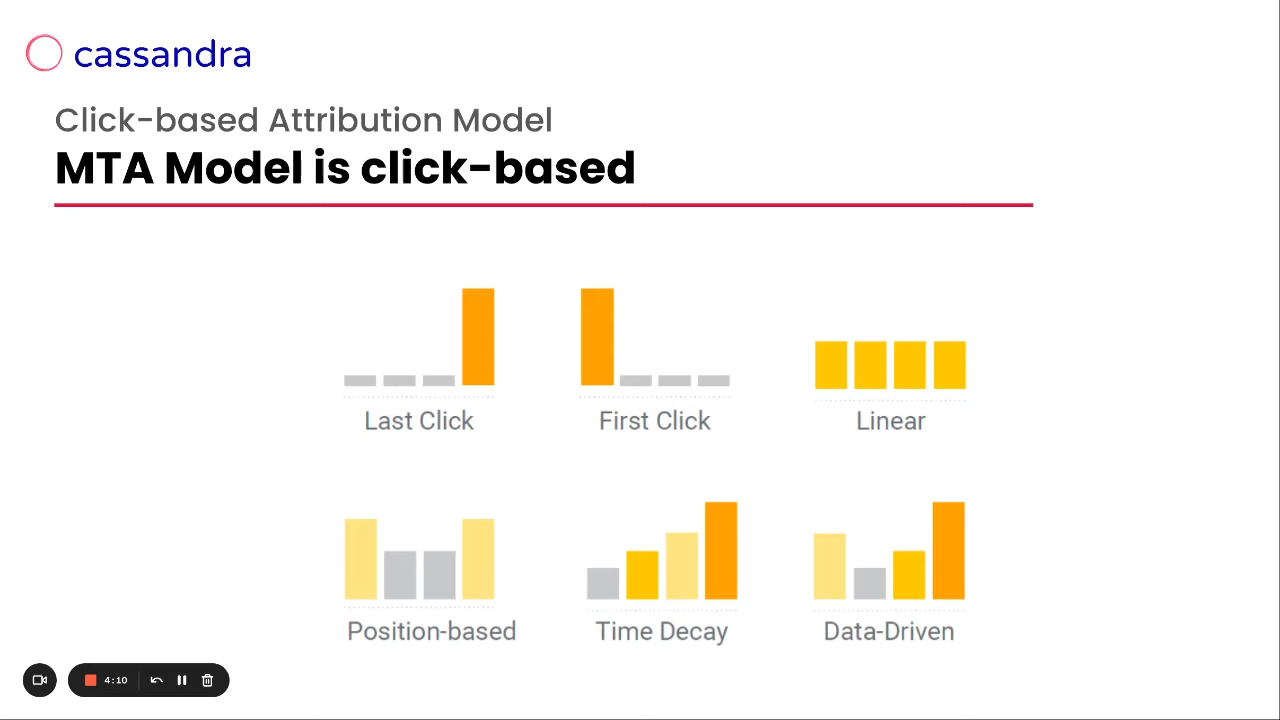 cassandra
Click-based Attribution Model
MTA Model is click-based
Last Click
First Click
Linear
Position-based
Time Decay
Data-Driven
4:10